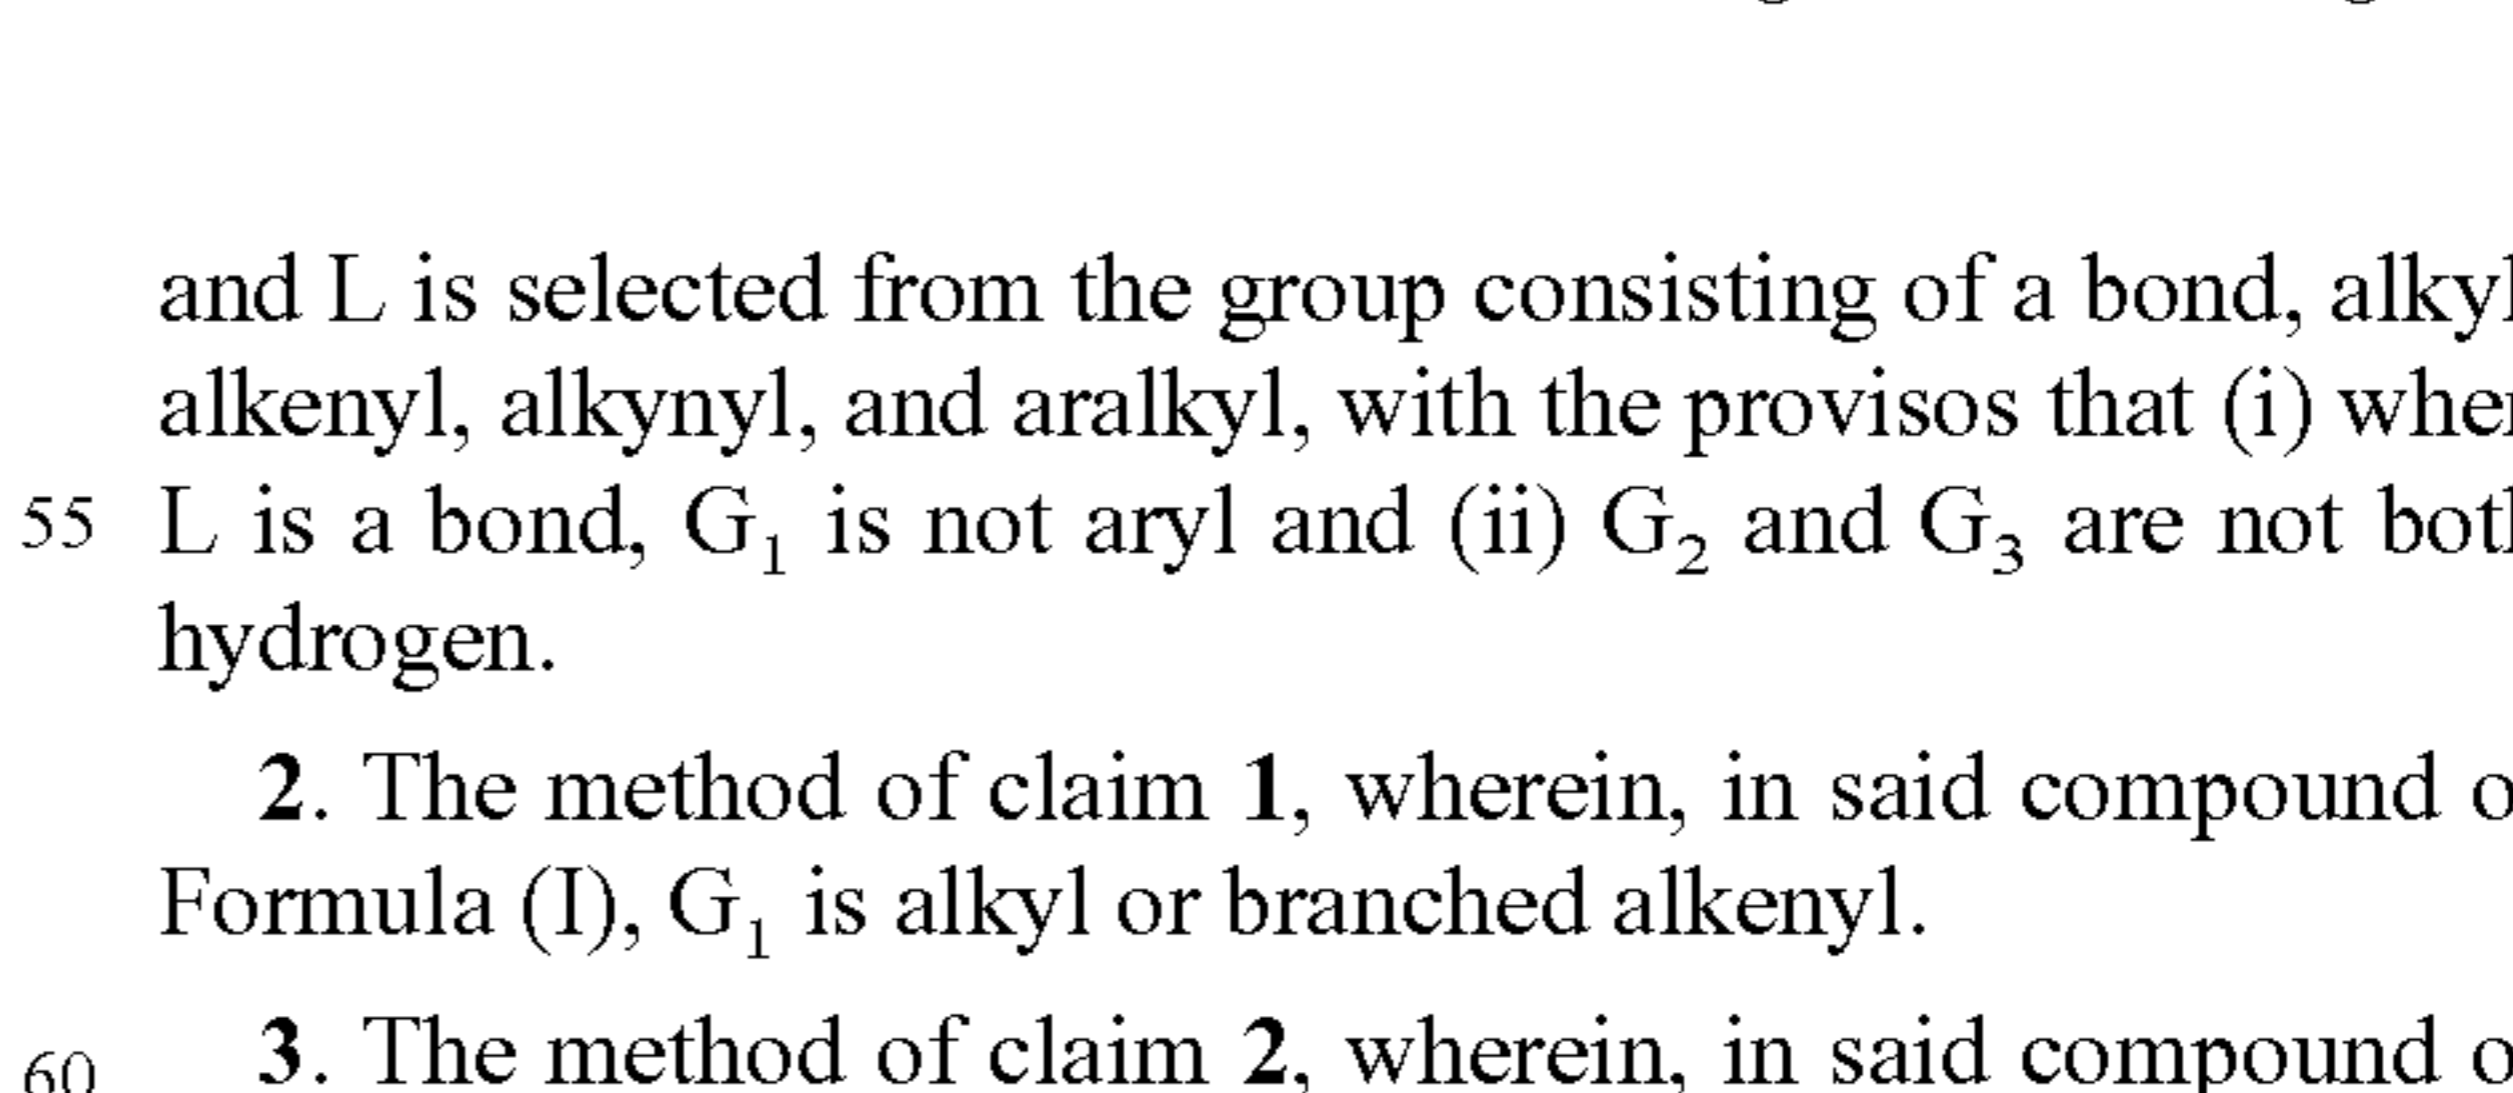 and L is selected from the group consisting of a bond, alkyl
alkenyl, alkynyl, and aralkyl, with the provisos that (i) when
55 L is a bond, G₁ is not aryl and (ii) G₂ and G₃ are not both
hydrogen.
2. The method of claim 1, wherein, in said compound o
Formula (I), G₁ is alkyl or branched alkenyl.
60 3. The method of claim 2, wherein, in said compound o